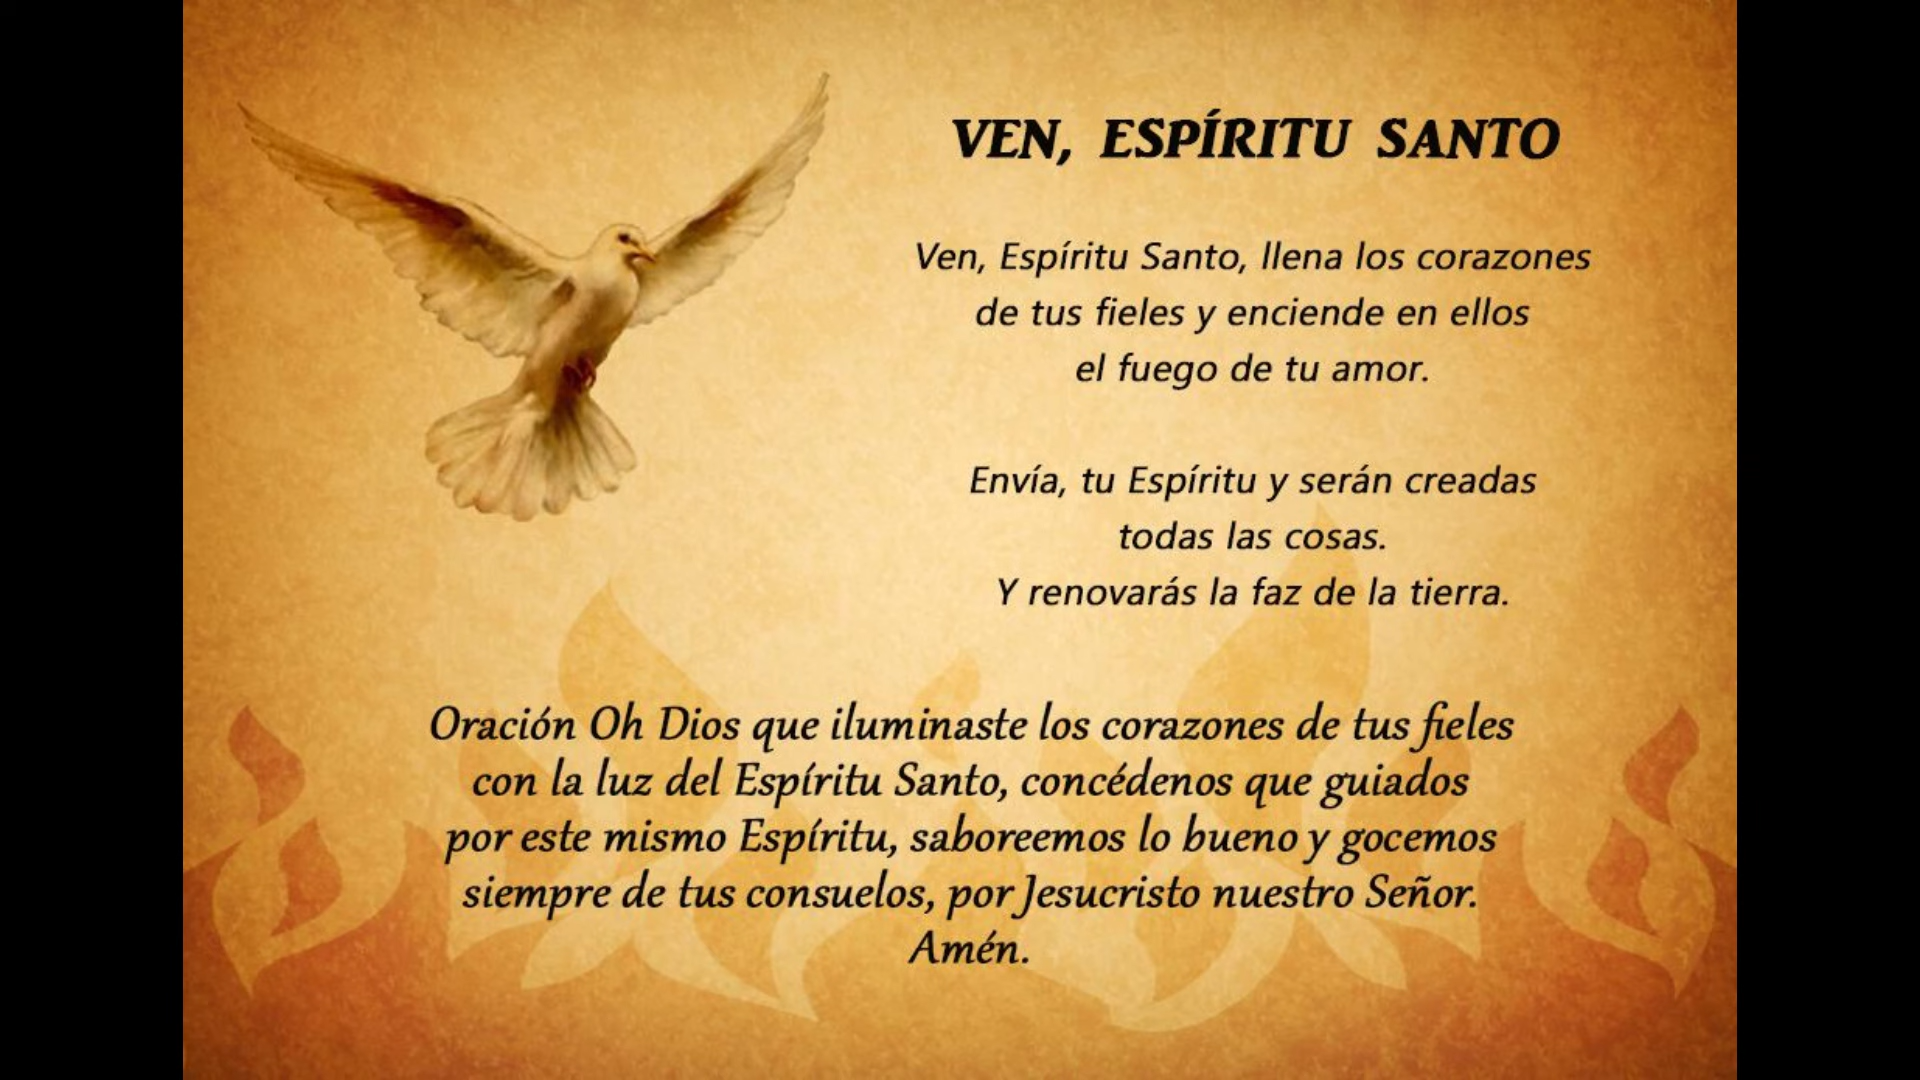 VEN, ESPÍRITU SANTO
Ven, Espíritu Santo, llena los corazones
de tus fieles y enciende en ellos
el fuego de tu amor.
Envía, tu Espíritu y serán creadas
todas las cosas.
Y renovarás la faz de la tierra.
Oración Oh Dios que iluminaste los corazones de tus fieles
con la luz del Espíritu Santo, concédenos que guiados
por este mismo Espíritu, saboreemos lo bueno y gocemos
siempre de tus consuelos, por Jesucristo nuestro Señor.
Amén.